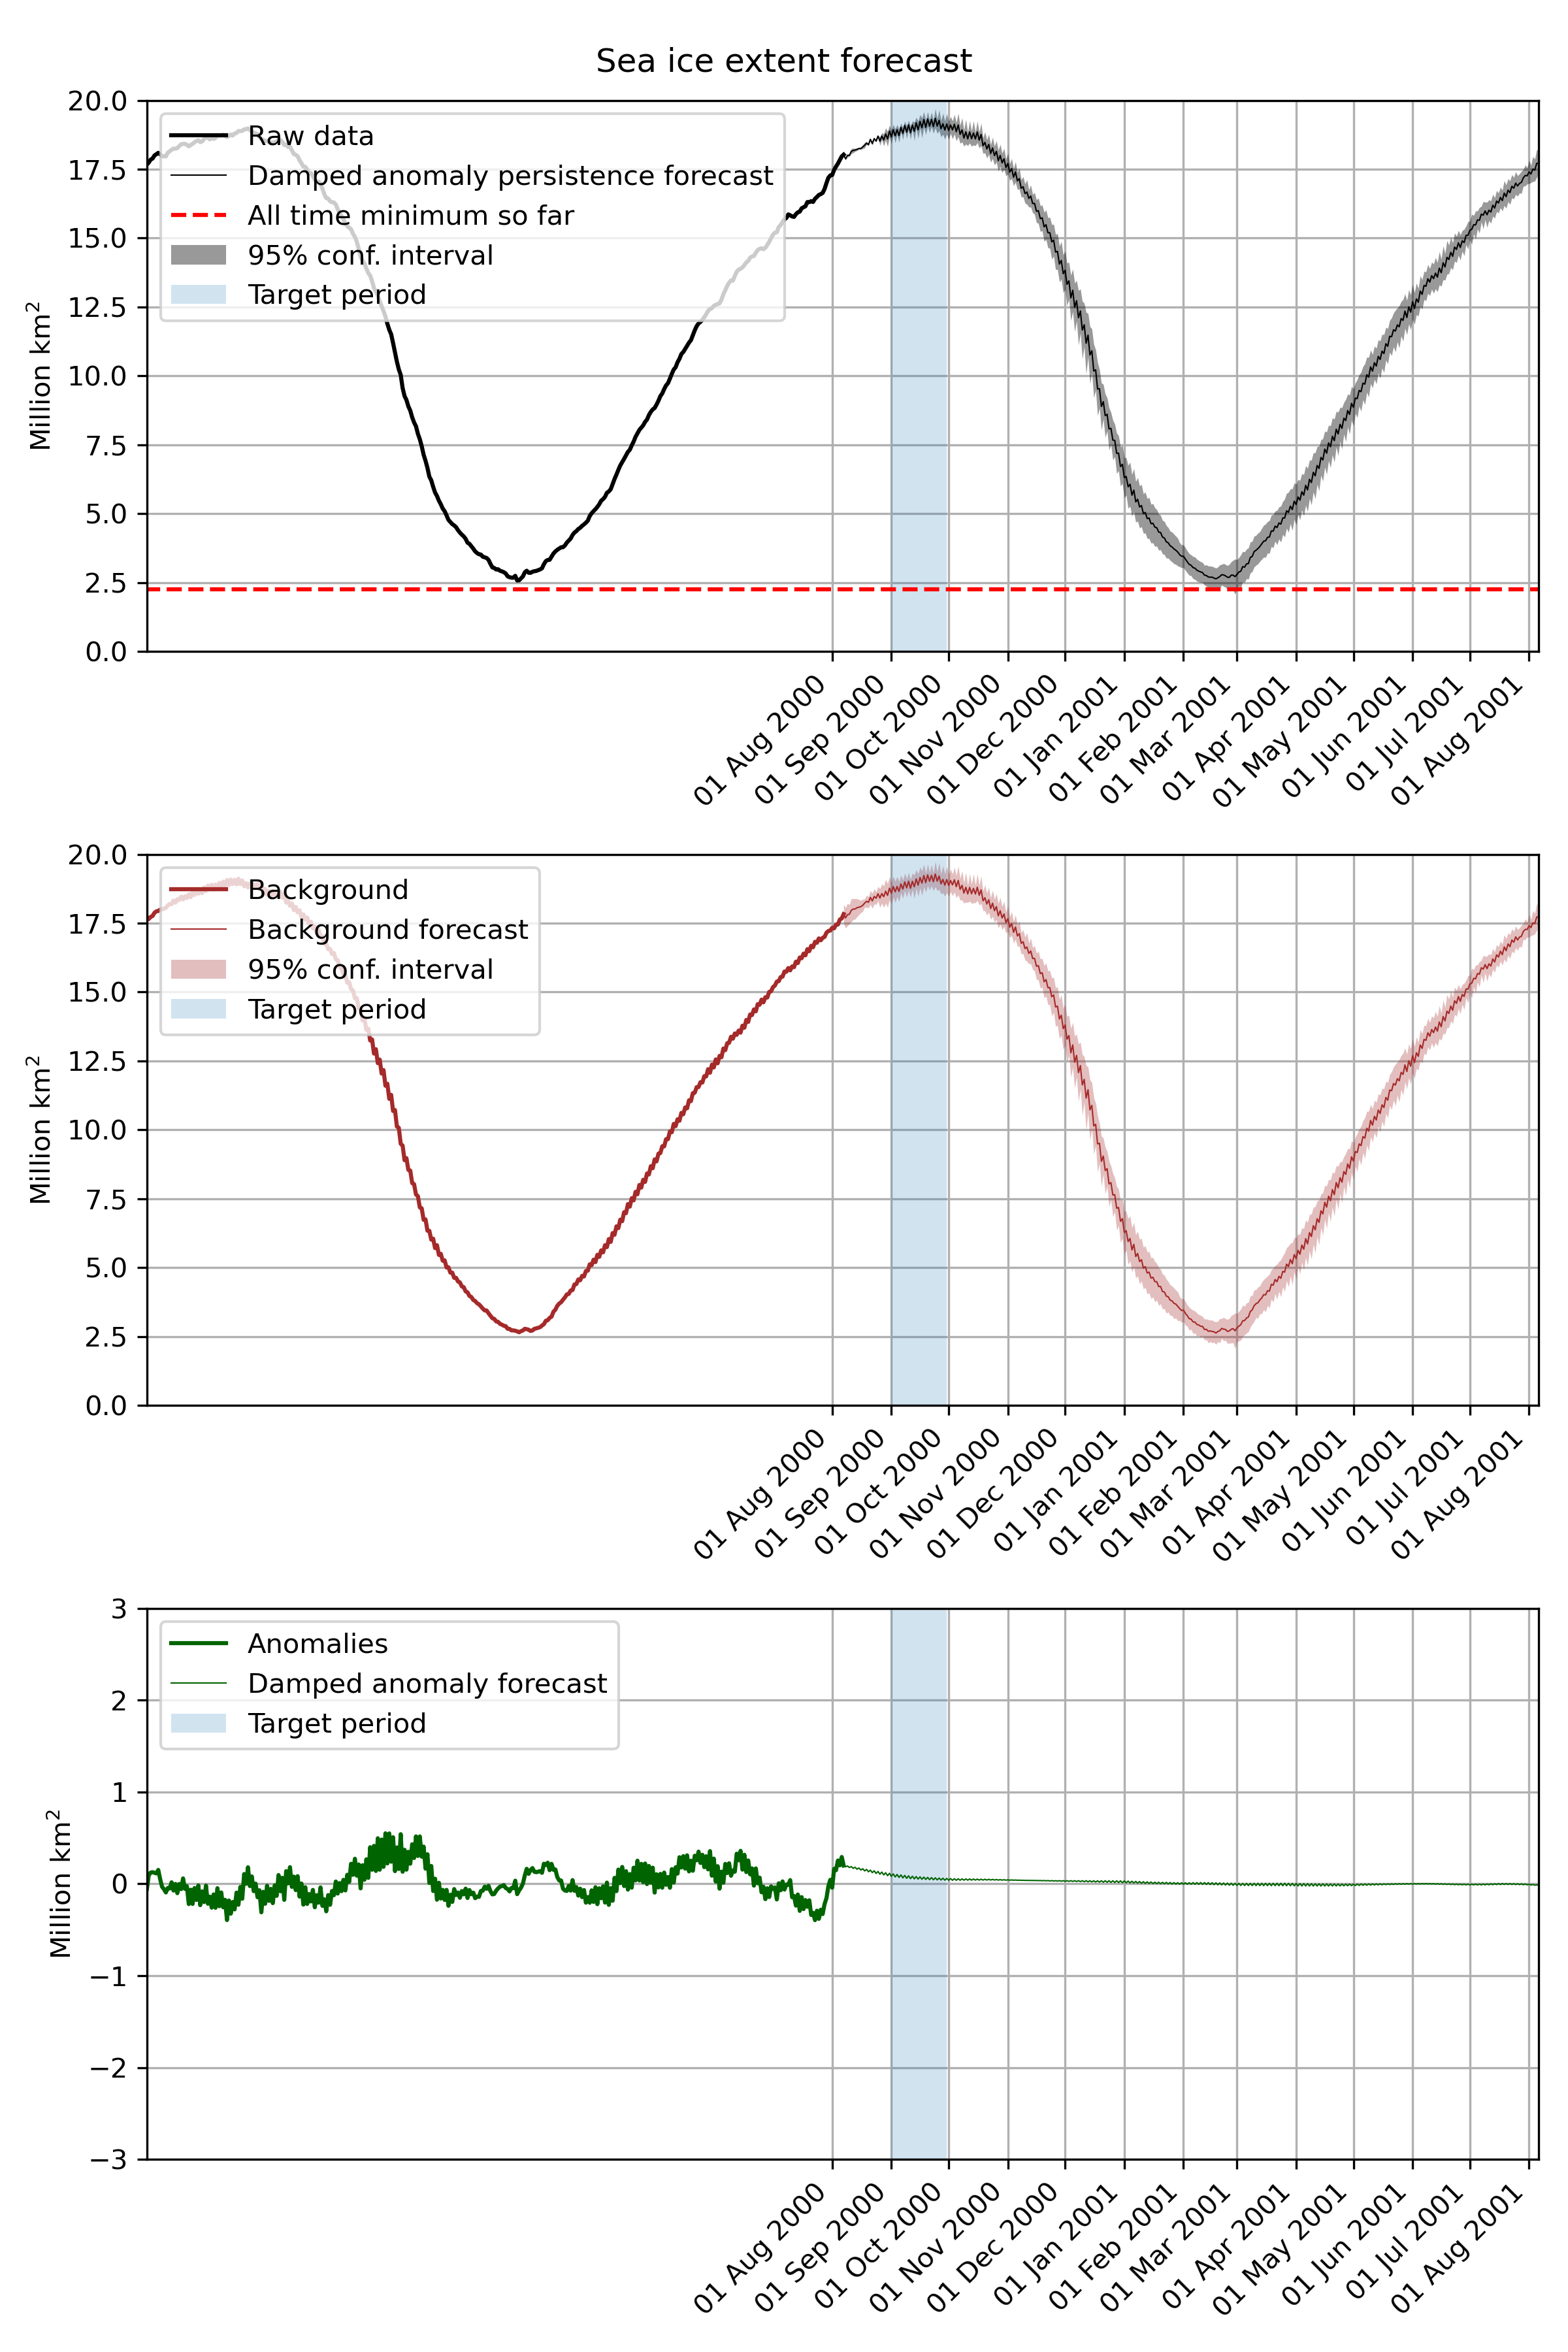 Sea ice extent forecast
20.0
17.5
15.0
12.5
10.0
7.5
5.0
2.5
0.0
Million km²
Raw data
Damped anomaly persistence forecast
All time minimum so far
95% conf. interval
Target period
01 Aug 2000
01 Sep 2000
01 Oct 2000
01 Nov 2000
01 Dec 2000
01 Jan 2001
01 Feb 2001
01 Mar 2001
01 Apr 2001
01 May 2001
01 Jun 2001
01 Jul 2001
01 Aug 2001
20.0
17.5
15.0
12.5
10.0
7.5
5.0
2.5
0.0
Million km²
Background
Background forecast
95% conf. interval
Target period
01 Aug 2000
01 Sep 2000
01 Oct 2000
01 Nov 2000
01 Dec 2000
01 Jan 2001
01 Feb 2001
01 Mar 2001
01 Apr 2001
01 May 2001
01 Jun 2001
01 Jul 2001
01 Aug 2001
3
2
1
0
−1
−2
−3
Million km²
Anomalies
Damped anomaly forecast
Target period
01 Aug 2000
01 Sep 2000
01 Oct 2000
01 Nov 2000
01 Dec 2000
01 Jan 2001
01 Feb 2001
01 Mar 2001
01 Apr 2001
01 May 2001
01 Jun 2001
01 Jul 2001
01 Aug 2001